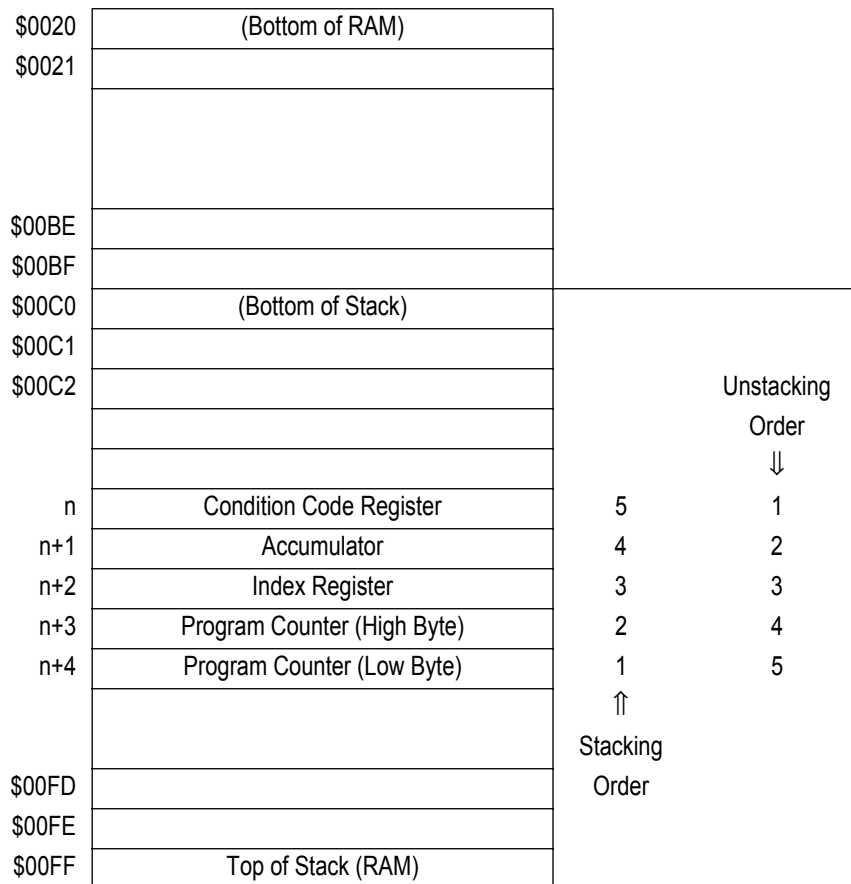 $0020 (Bottom of RAM)
$0021
$00BE
$00BF
$00C0 (Bottom of Stack)
$00C1
$00C2 Unstacking
Order
⇓
n Condition Code Register 5 1
n+1 Accumulator 4 2
n+2 Index Register 3 3
n+3 Program Counter (High Byte) 2 4
n+4 Program Counter (Low Byte) 1 5
⇑
Stacking
$00FD Order
$00FE
$00FF Top of Stack (RAM)